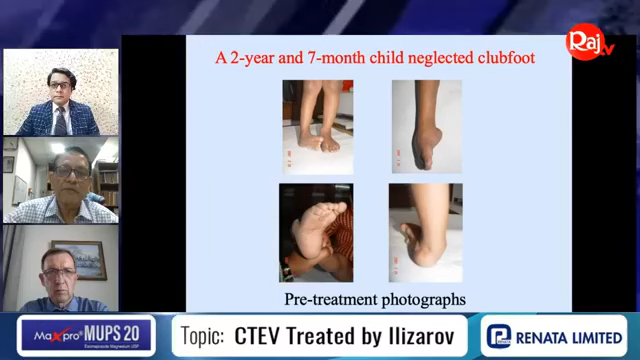 Raj tv
A 2-year and 7-month child neglected clubfoot
Pre-treatment photographs
Maxpro MUPS 20
Esomeprazole Magnesium USP
Topic: CTEV Treated by Ilizarov
RENATA LIMITED